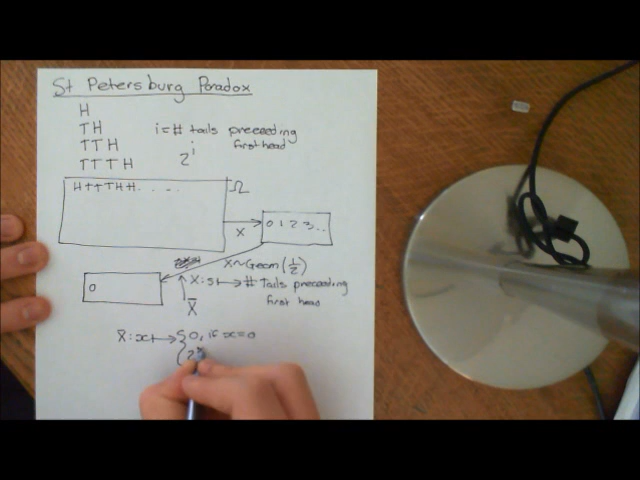 St Petersburg Paradox
H
TH
TTH
TTTH
i = # tails preceeding
first head
2^i
HTTTHH. . . - .
Ω
X
0 1 2 3, ..
X~Geom(1/2)
0
X: s ↦ # Tails preceeding
first head
X̄
X̄: x ↦ { 0, if x=0